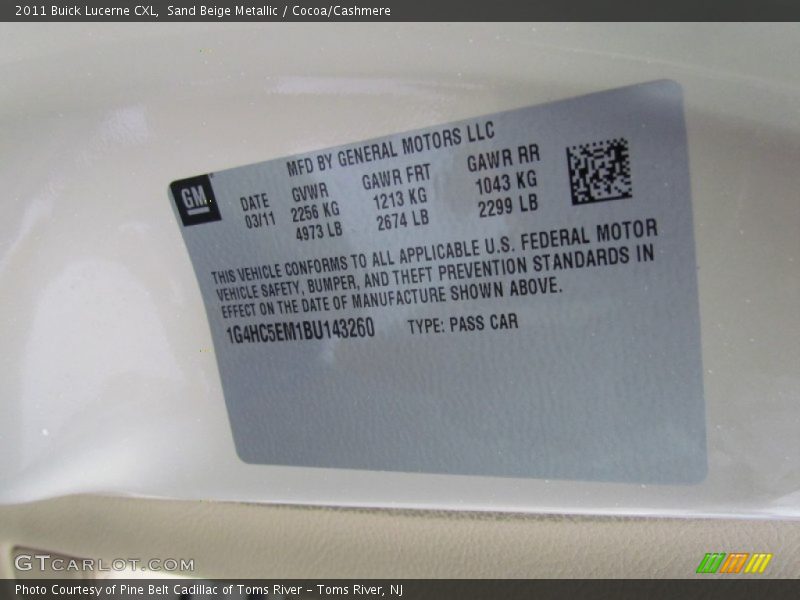 2011 Buick Lucerne CXL,  Sand Beige Metallic / Cocoa/Cashmere
MFD BY GENERAL MOTORS LLC
GM
DATE GVWR GAWR FRT GAWR RR
03/11 2256 KG 1213 KG 1043 KG
4973 LB 2674 LB 2299 LB
THIS VEHICLE CONFORMS TO ALL APPLICABLE U.S. FEDERAL MOTOR
VEHICLE SAFETY, BUMPER, AND THEFT PREVENTION STANDARDS IN
EFFECT ON THE DATE OF MANUFACTURE SHOWN ABOVE.
1G4HC5EM1BU143260 TYPE: PASS CAR
GTCARLOT.COM
Photo Courtesy of Pine Belt Cadillac of Toms River – Toms River, NJ